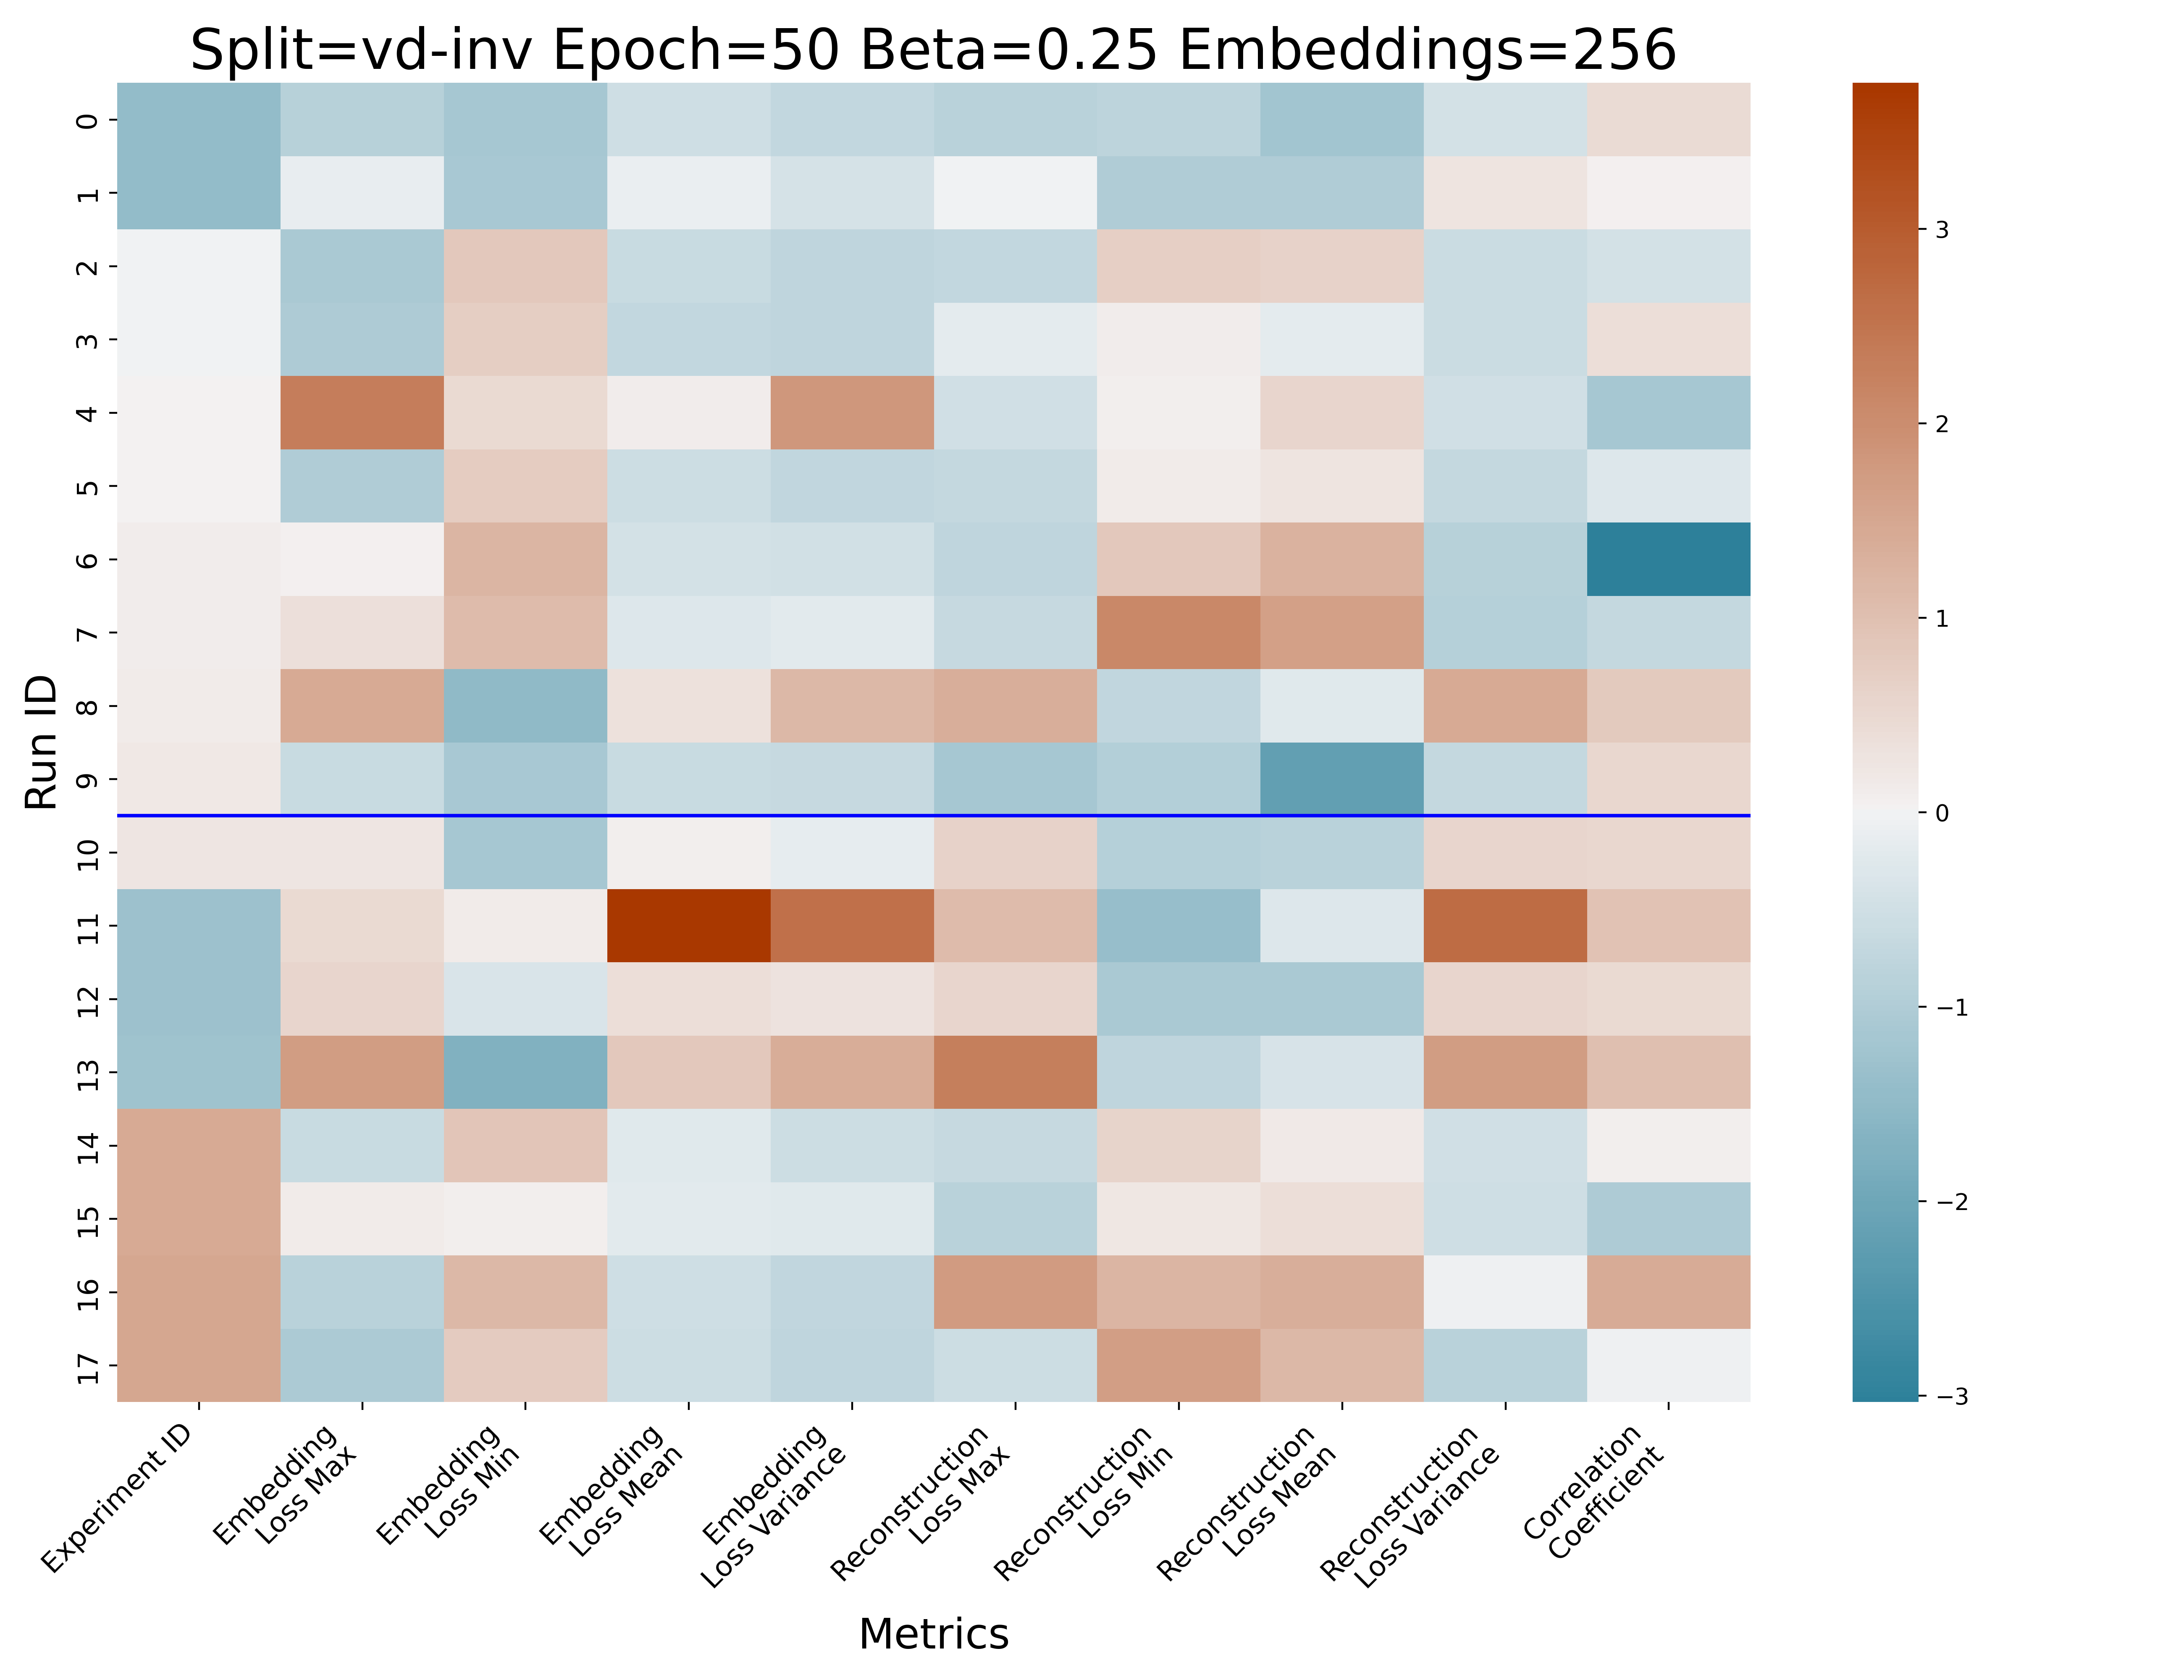 Split=vd-inv Epoch=50 Beta=0.25 Embeddings=256
Run ID
0
1
2
3
4
5
6
7
8
9
10
11
12
13
14
15
16
17
Experiment ID
Embedding
Loss Max
Embedding
Loss Min
Embedding
Loss Mean
Embedding
Loss Variance
Reconstruction
Loss Max
Reconstruction
Loss Min
Reconstruction
Loss Mean
Reconstruction
Loss Variance
Correlation
Coefficient
Metrics
3
2
1
0
−1
−2
−3